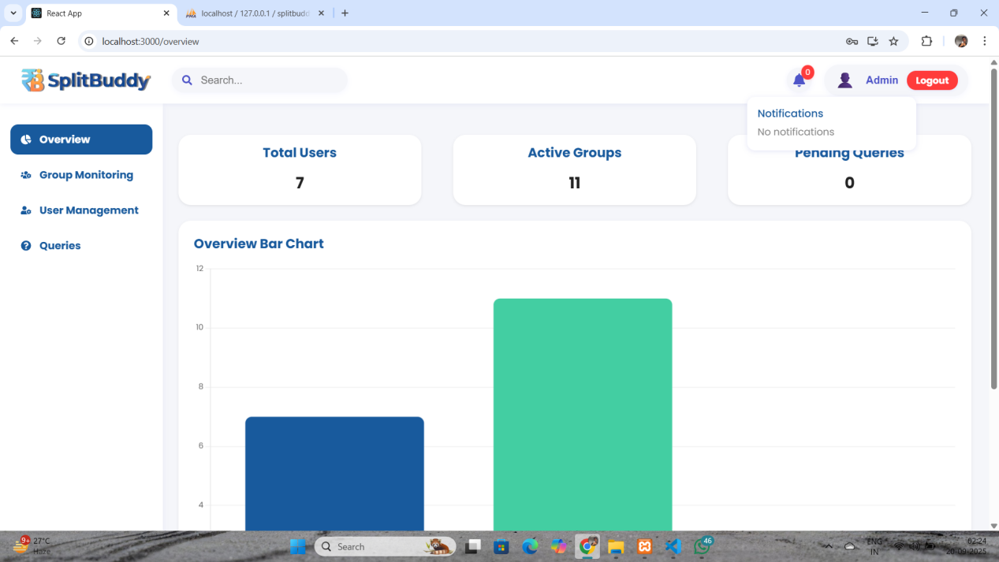 React App
localhost / 127.0.0.1 / splitbudd
localhost:3000/overview
SplitBuddy
Search...
0
Admin
Logout
Notifications
No notifications
Overview
Group Monitoring
User Management
Queries
Total Users
7
Active Groups
11
Pending Queries
0
Overview Bar Chart
12
10
8
6
4
9+
27°C
Haze
Search
46
ENG
IN
02:24
20-09-2025